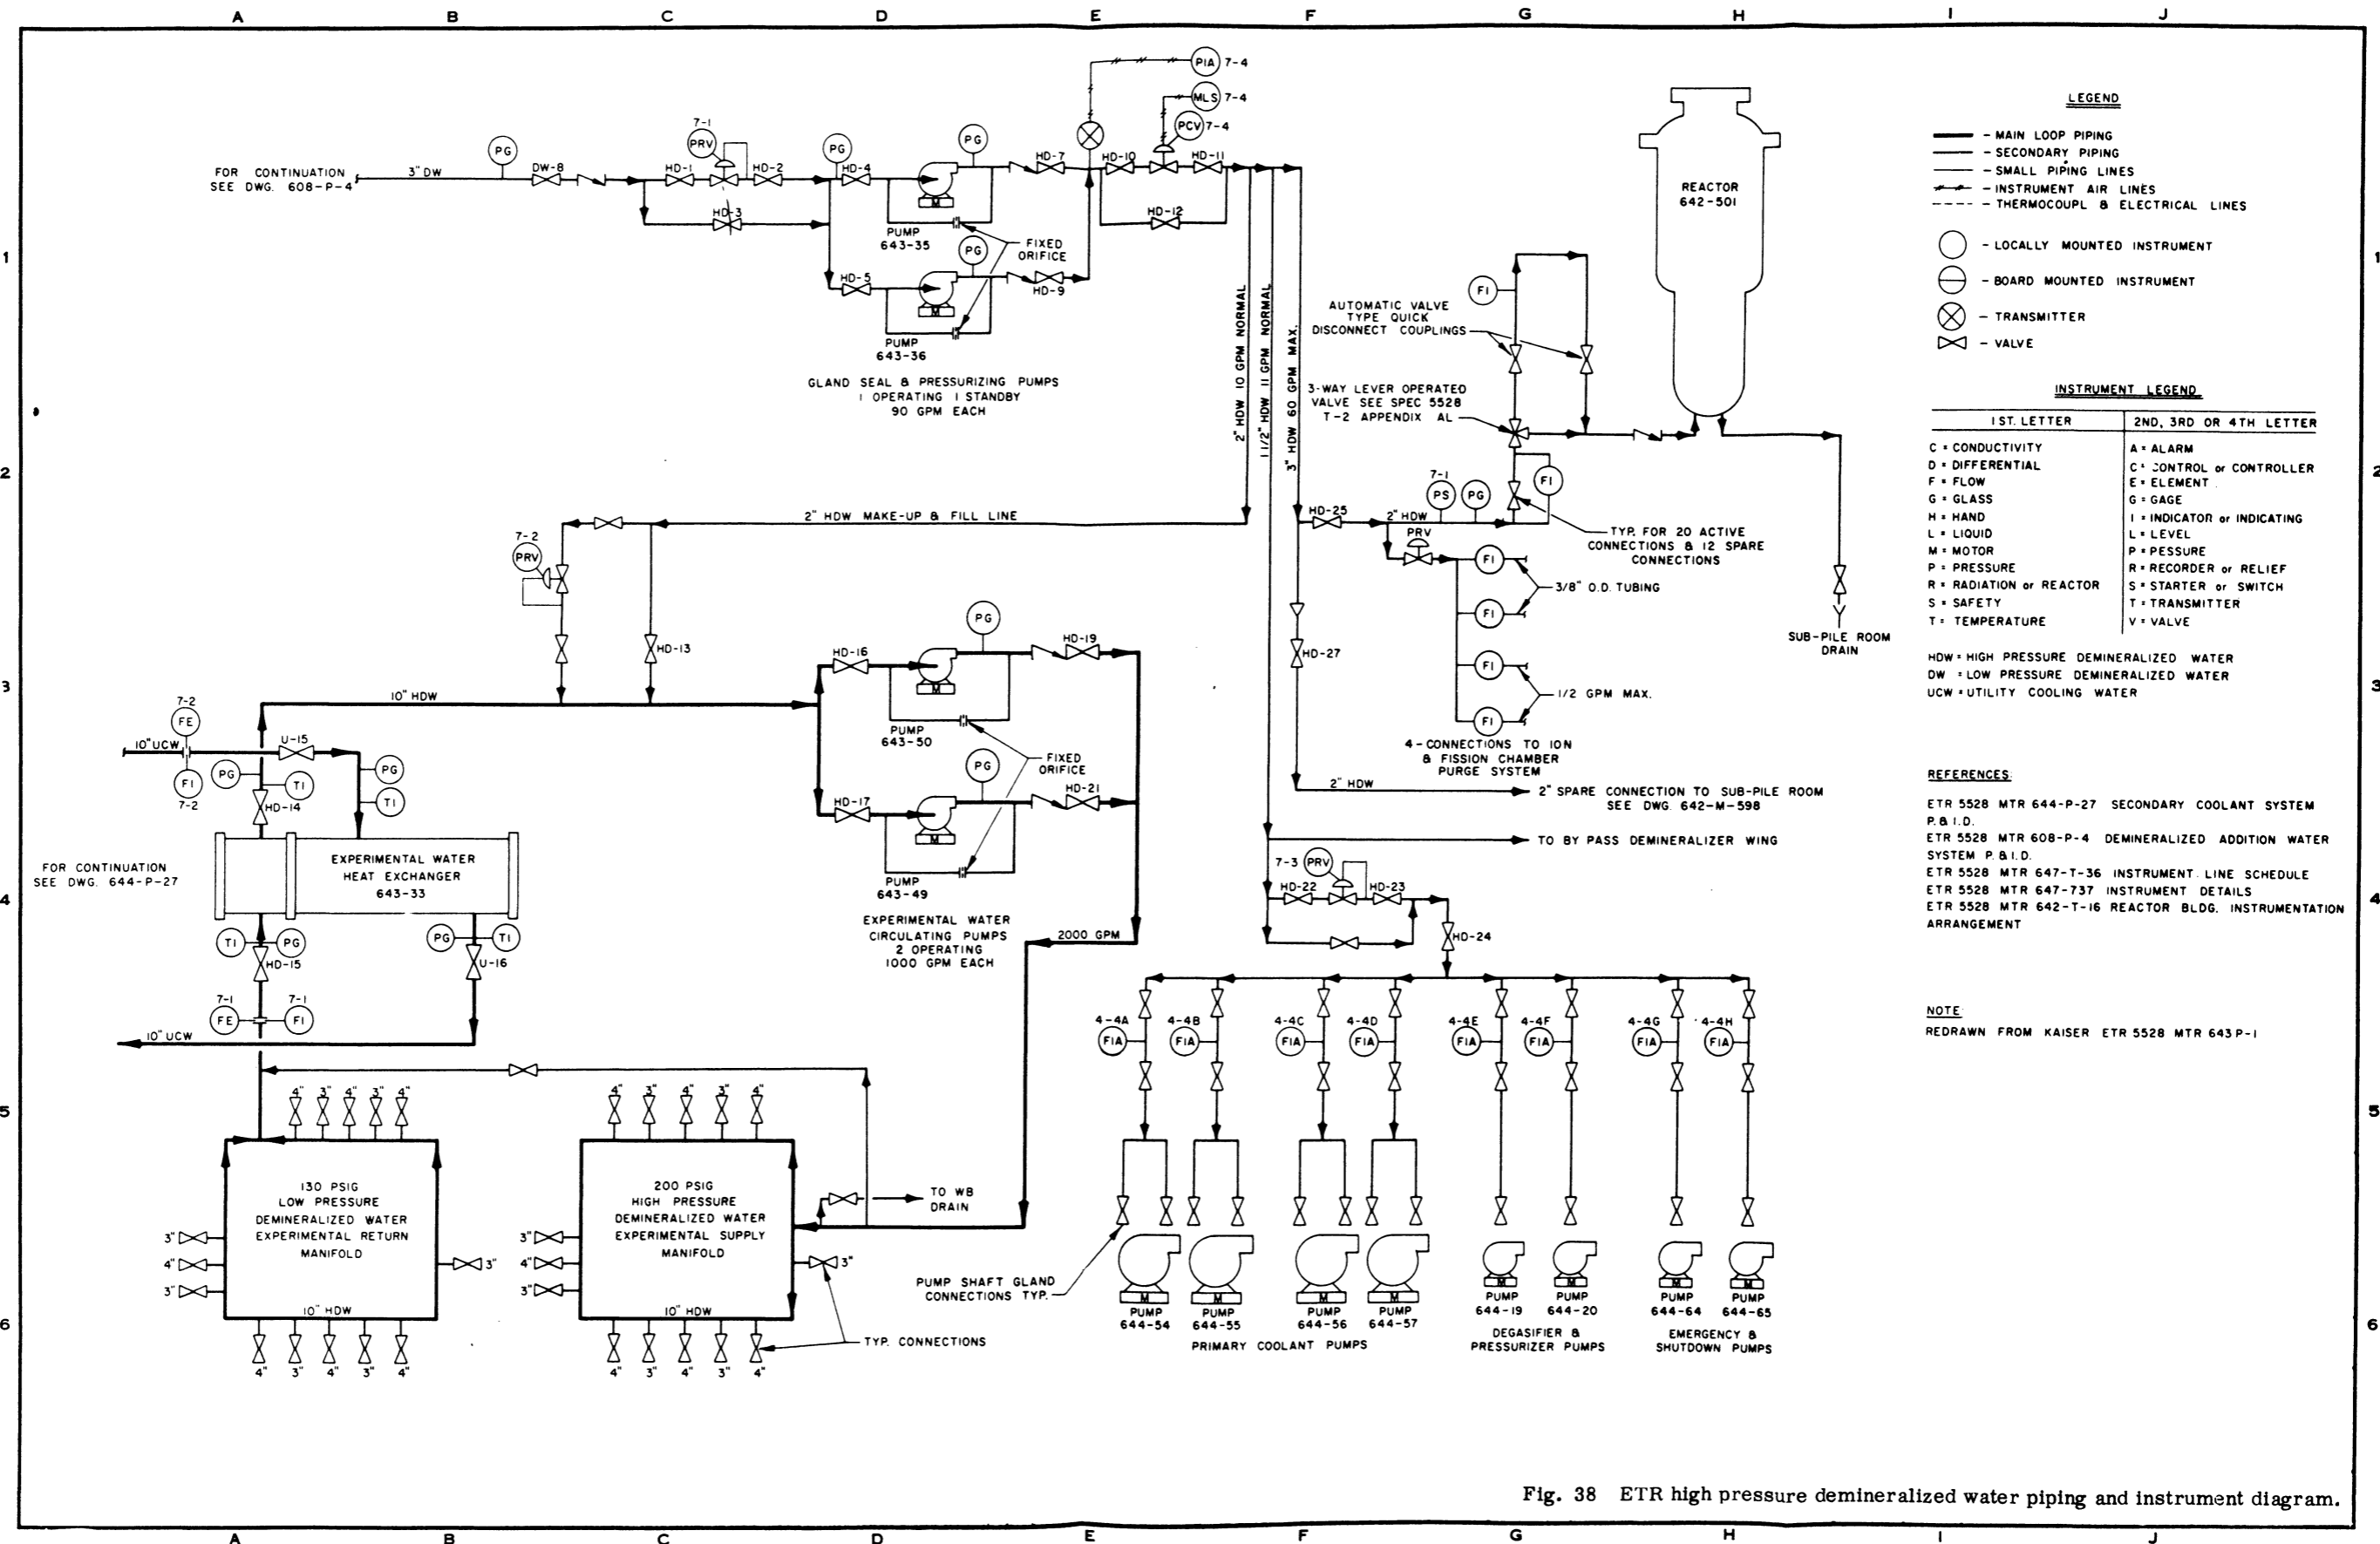 A B C D E F G H I J
PIA 7-4
MLS 7-4
PCV 7-4
7-1
PRV
PG
PG
PG
FOR CONTINUATION
SEE DWG. 608-P-4
3" DW
DW-8
HD-1
HD-2
HD-3
HD-4
HD-7
HD-10
HD-11
HD-12
M
PUMP
643-35
PG
FIXED
ORIFICE
HD-5
HD-9
M
PUMP
643-36
GLAND SEAL & PRESSURIZING PUMPS
1 OPERATING 1 STANDBY
90 GPM EACH
2" HDW 10 GPM NORMAL
1 1/2" HDW 11 GPM NORMAL
3" HDW 60 GPM MAX.
REACTOR
642-501
FI
AUTOMATIC VALVE
TYPE QUICK
DISCONNECT COUPLINGS
3-WAY LEVER OPERATED
VALVE SEE SPEC 5528
T-2 APPENDIX AL
7-1
PS
PG
FI
HD-25
2" HDW
PRV
TYP. FOR 20 ACTIVE
CONNECTIONS & 12 SPARE
CONNECTIONS
FI
3/8" O.D. TUBING
FI
FI
1/2 GPM MAX.
FI
4-CONNECTIONS TO ION
& FISSION CHAMBER
PURGE SYSTEM
SUB-PILE ROOM
DRAIN
HD-27
2" HDW
2" SPARE CONNECTION TO SUB-PILE ROOM
SEE DWG. 642-M-598
TO BY PASS DEMINERALIZER WING
LEGEND
- MAIN LOOP PIPING
- SECONDARY PIPING
- SMALL PIPING LINES
- INSTRUMENT AIR LINES
- THERMOCOUPL & ELECTRICAL LINES
- LOCALLY MOUNTED INSTRUMENT
- BOARD MOUNTED INSTRUMENT
- TRANSMITTER
- VALVE
INSTRUMENT LEGEND
1ST. LETTER 2ND, 3RD OR 4TH LETTER
C = CONDUCTIVITY A = ALARM
D = DIFFERENTIAL C = CONTROL or CONTROLLER
F = FLOW E = ELEMENT
G = GLASS G = GAGE
H = HAND I = INDICATOR or INDICATING
L = LIQUID L = LEVEL
M = MOTOR P = PESSURE
P = PRESSURE R = RECORDER or RELIEF
R = RADIATION or REACTOR S = STARTER or SWITCH
S = SAFETY T = TRANSMITTER
T = TEMPERATURE V = VALVE
HDW = HIGH PRESSURE DEMINERALIZED WATER
DW = LOW PRESSURE DEMINERALIZED WATER
UCW = UTILITY COOLING WATER
REFERENCES:
ETR 5528 MTR 644-P-27 SECONDARY COOLANT SYSTEM
P. & I.D.
ETR 5528 MTR 608-P-4 DEMINERALIZED ADDITION WATER
SYSTEM P. & I.D.
ETR 5528 MTR 647-T-36 INSTRUMENT LINE SCHEDULE
ETR 5528 MTR 647-737 INSTRUMENT DETAILS
ETR 5528 MTR 642-T-16 REACTOR BLDG. INSTRUMENTATION
ARRANGEMENT
NOTE:
REDRAWN FROM KAISER ETR 5528 MTR 643 P-1
2" HDW MAKE-UP & FILL LINE
7-2
PRV
HD-13
10" HDW
HD-16
PG
HD-19
M
PUMP
643-50
FIXED
ORIFICE
HD-17
PG
HD-21
M
PUMP
643-49
EXPERIMENTAL WATER
CIRCULATING PUMPS
2 OPERATING
1000 GPM EACH
2000 GPM
7-2
FE
10" UCW
U-15
FI
7-2
PG
TI
PG
TI
HD-14
FOR CONTINUATION
SEE DWG. 644-P-27
EXPERIMENTAL WATER
HEAT EXCHANGER
643-33
TI
PG
HD-15
PG
TI
U-16
7-1 7-1
FE FI
10" UCW
7-3 PRV
HD-22
HD-23
HD-24
4-4A 4-4B 4-4C 4-4D 4-4E 4-4F 4-4G 4-4H
FIA FIA FIA FIA FIA FIA FIA FIA
4" 3" 4" 3" 4"
4" 3" 4" 3" 4"
130 PSIG
LOW PRESSURE
DEMINERALIZED WATER
EXPERIMENTAL RETURN
MANIFOLD
3"
4"
3"
3"
10" HDW
4" 3" 4" 3" 4"
200 PSIG
HIGH PRESSURE
DEMINERALIZED WATER
EXPERIMENTAL SUPPLY
MANIFOLD
3"
4"
3"
3"
10" HDW
4" 3" 4" 3" 4"
TO WB
DRAIN
TYP. CONNECTIONS
PUMP SHAFT GLAND
CONNECTIONS TYP.
M M M M M M M M
PUMP
644-54
PUMP
644-55
PUMP
644-56
PUMP
644-57
PRIMARY COOLANT PUMPS
PUMP
644-19
PUMP
644-20
DEGASIFIER &
PRESSURIZER PUMPS
PUMP
644-64
PUMP
644-65
EMERGENCY &
SHUTDOWN PUMPS
1 1
2 2
3 3
4 4
5 5
6 6
Fig. 38 ETR high pressure demineralized water piping and instrument diagram.
A B C D E F G H I J